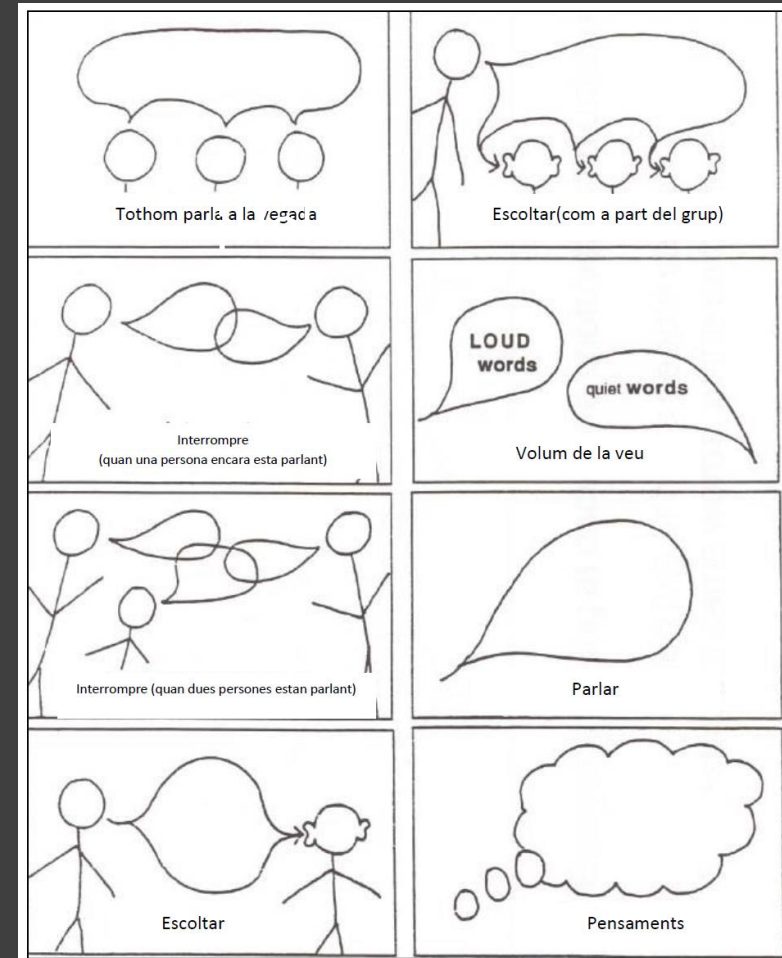 Tothom parla a la vegada
Escoltar(com a part del grup)
Interrompre
(quan una persona encara esta parlant)
LOUD
words
quiet words
Volum de la veu
Interrompre (quan dues persones estan parlant)
Parlar
Escoltar
Pensaments